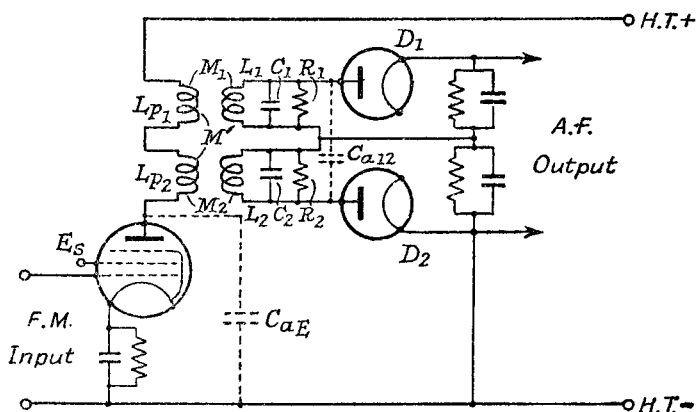 H.T.+
D1
M1 L1 C1 R1
Lp1
M
A.F.
Output
Ca12
Lp2
M2 L2 C2 R2
D2
Es
CaE
F.M.
Input
H.T.-